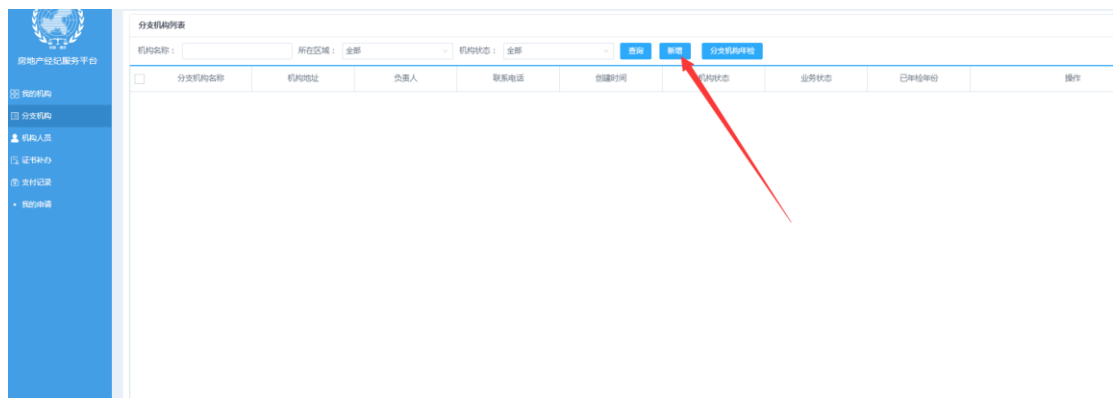 房地产经纪服务平台
我的机构
分支机构
机构人员
证书补办
支付记录
我的申请
分支机构列表
机构名称： 所在区域： 全部 机构状态： 全部 查询 新增 分支机构年检
分支机构名称 机构地址 负责人 联系电话 创建时间 机构状态 业务状态 已年检年份 操作